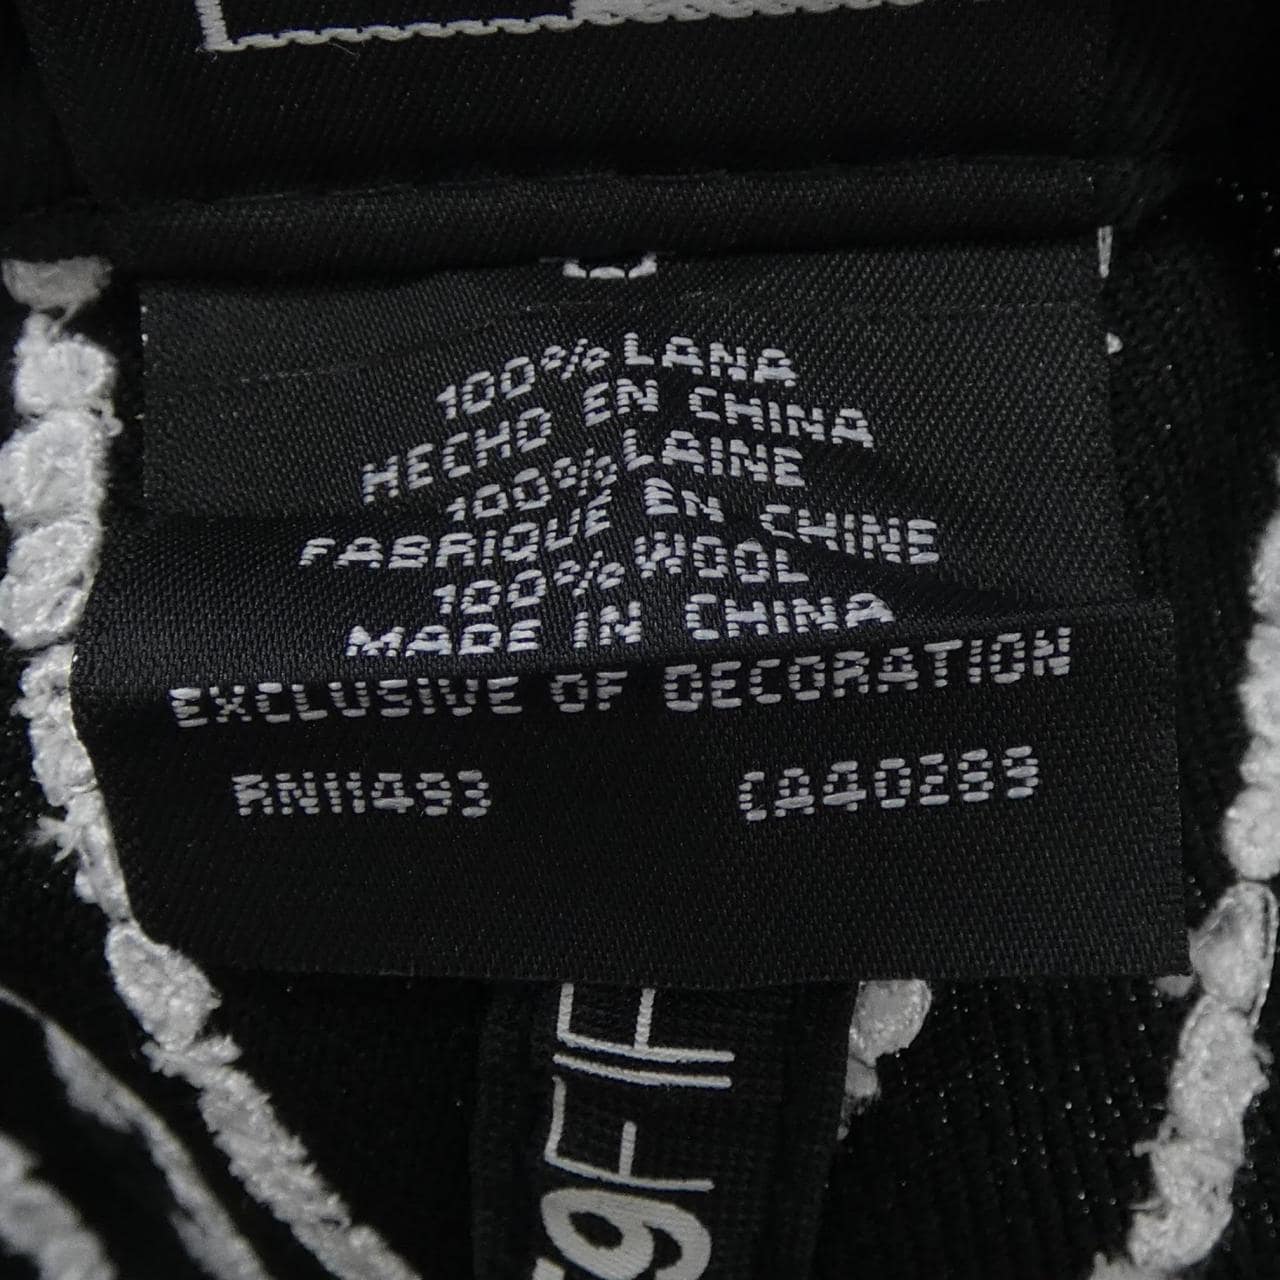 100% LANA
HECHO EN CHINA
100% LAINE
FABRIQUÉ EN CHINE
100% WOOL
MADE IN CHINA
EXCLUSIVE OF DECORATION
RN11493 CA40289